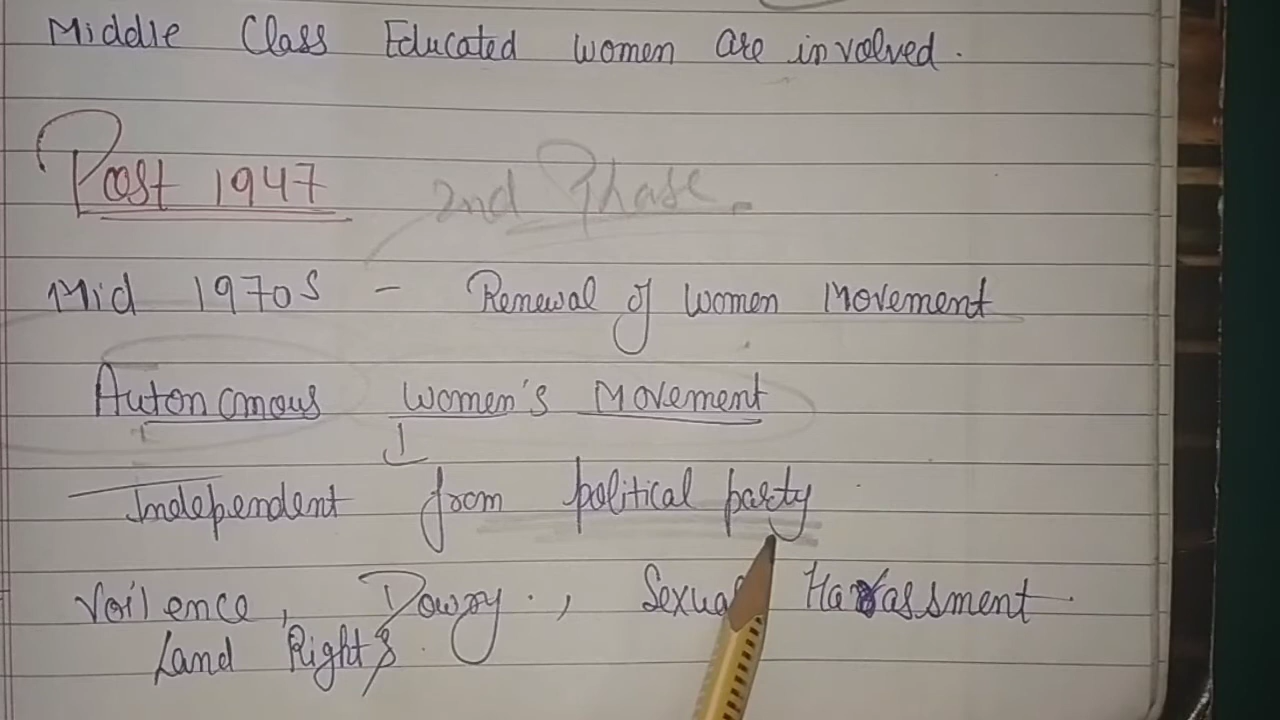 Middle Class Educated women are involved.
Post 1947 2nd Phase.
Mid 1970s - Renewal of women Movement
Autonomous women's Movement
Independent from political party
Voilence, Dowry., Sexual Harassment.
Land Rights.